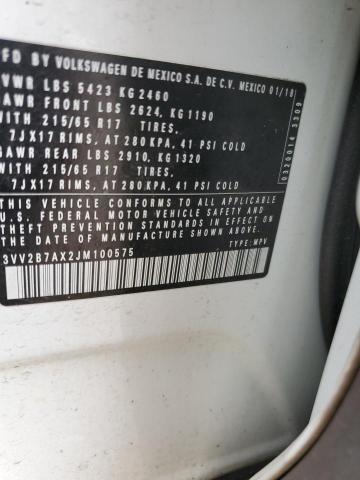 FD BY VOLKSWAGEN DE MEXICO S.A. DE C.V. MEXICO 01/18
VWR LBS 5423 KG 2460
AWR FRONT LBS 2624, KG 1190
WITH 215/65 R17 TIRES,
7JX17 RIMS, AT 280 KPA, 41 PSI COLD
GAWR REAR LBS 2910, KG 1320
WITH 215/65 R17 TIRES,
7JX17 RIMS, AT 280 KPA, 41 PSI COLD
THIS VEHICLE CONFORMS TO ALL APPLICABLE
U.S. FEDERAL MOTOR VEHICLE SAFETY AND
THEFT PREVENTION STANDARDS IN EFFECT
ON THE DATE OF MANUFACTURE SHOWN ABOVE.
3VV2B7AX2JM100575 TYPE: MPV
0320014 3309